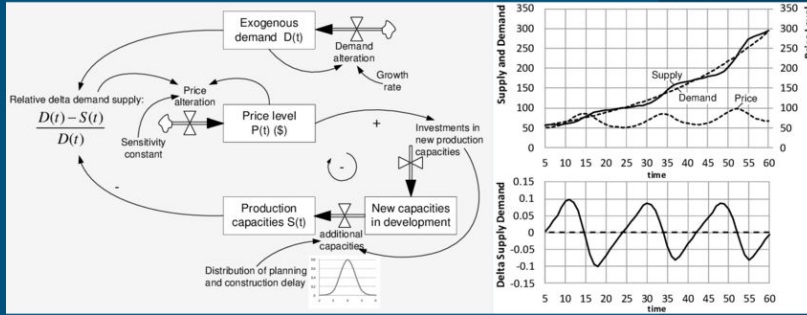 Exogenous
demand D(t)
Demand
alteration
Growth
rate
Relative delta demand supply:
D(t) – S(t)
D(t)
Price
alteration
Sensitivity
constant
Price level
P(t) ($)
+
Investments in
new production
capacities
-
-
Production
capacities S(t)
New capacities
in development
additional
capacities
Distribution of planning
and construction delay
Supply and Demand
350
300
250
200
150
100
50
0
Supply
Demand
Price
350
300
250
200
150
100
50
0
5 10 15 20 25 30 35 40 45 50 55 60
time
Delta Supply Demand
0.15
0.1
0.05
0
-0.05
-0.1
-0.15
5 10 15 20 25 30 35 40 45 50 55 60
time